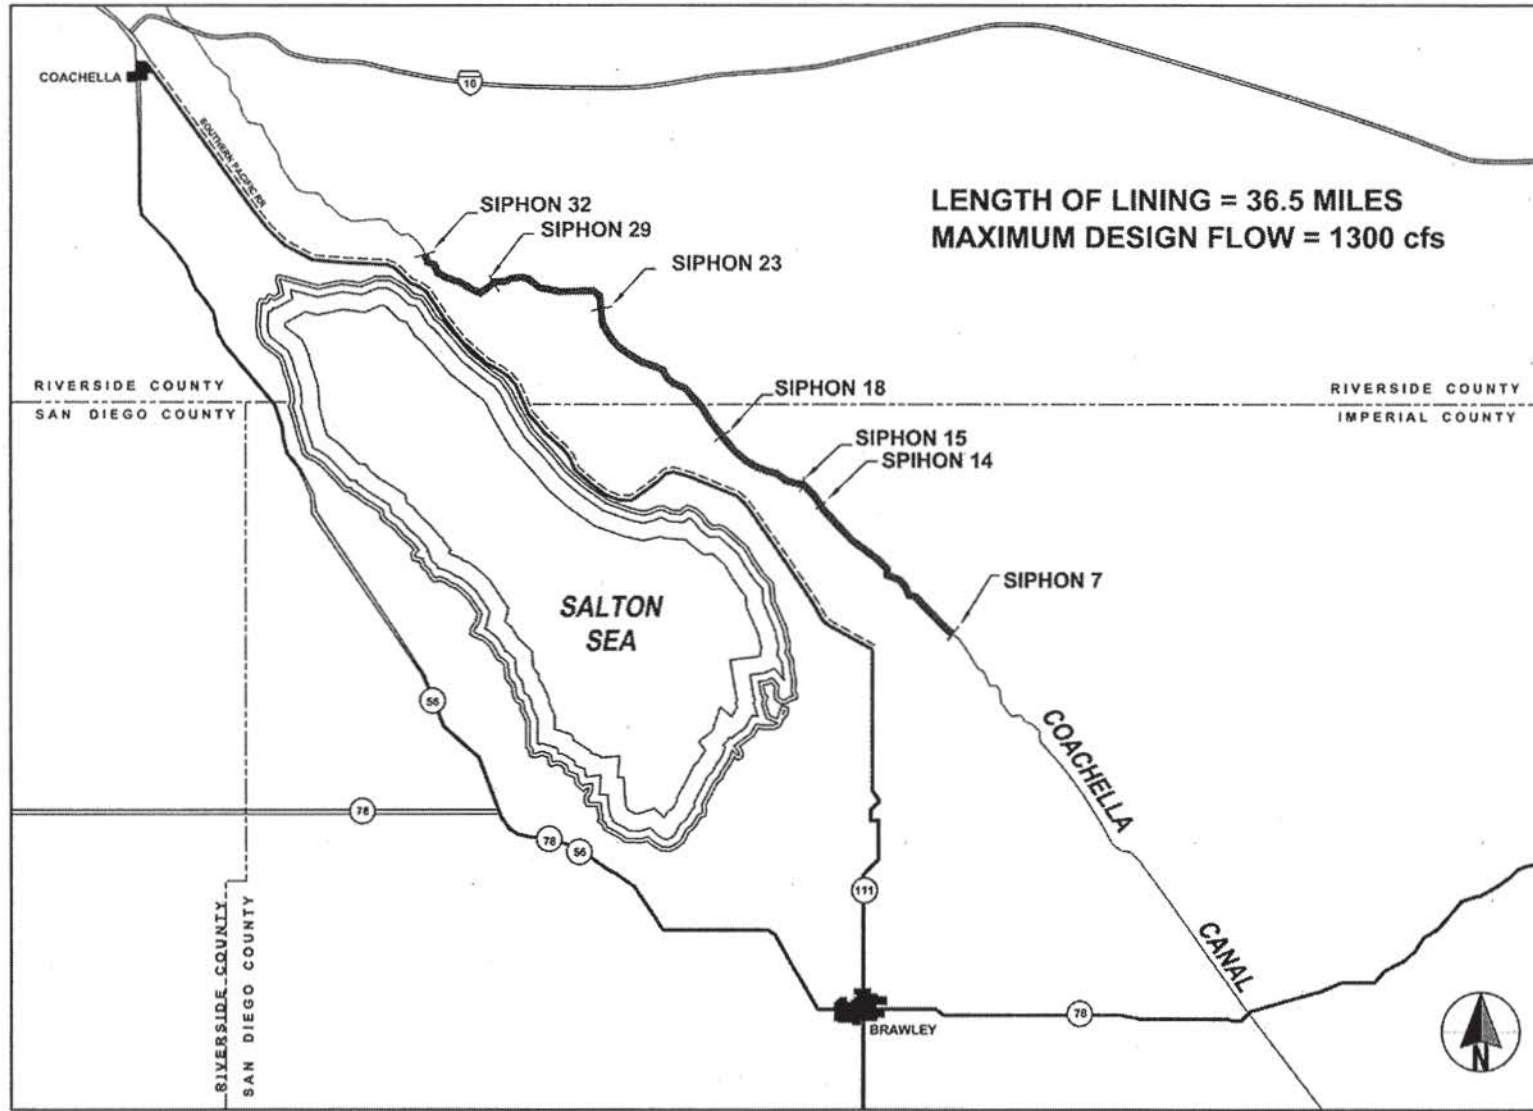 COACHELLA
10
SOUTHERN PACIFIC RR
LENGTH OF LINING = 36.5 MILES
MAXIMUM DESIGN FLOW = 1300 cfs
SIPHON 32
SIPHON 29
SIPHON 23
RIVERSIDE COUNTY
SAN DIEGO COUNTY
SIPHON 18
RIVERSIDE COUNTY
IMPERIAL COUNTY
SIPHON 15
SPIHON 14
SIPHON 7
SALTON
SEA
56
COACHELLA
CANAL
78
78
56
111
RIVERSIDE COUNTY
SAN DIEGO COUNTY
BRAWLEY
78
N